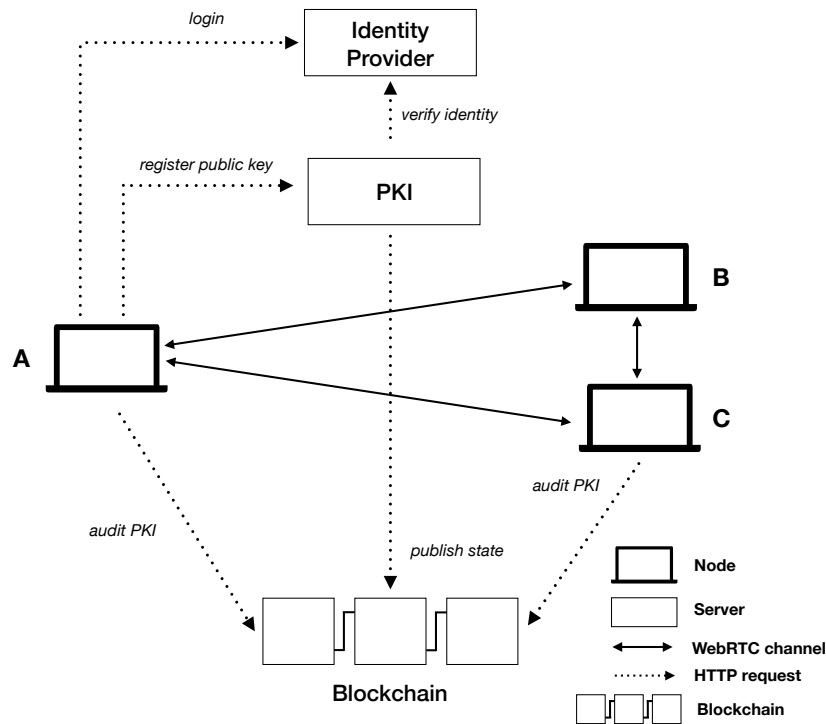 login
Identity
Provider
verify identity
register public key
PKI
B
A
C
audit PKI
audit PKI
publish state
Node
Server
WebRTC channel
HTTP request
Blockchain
Blockchain